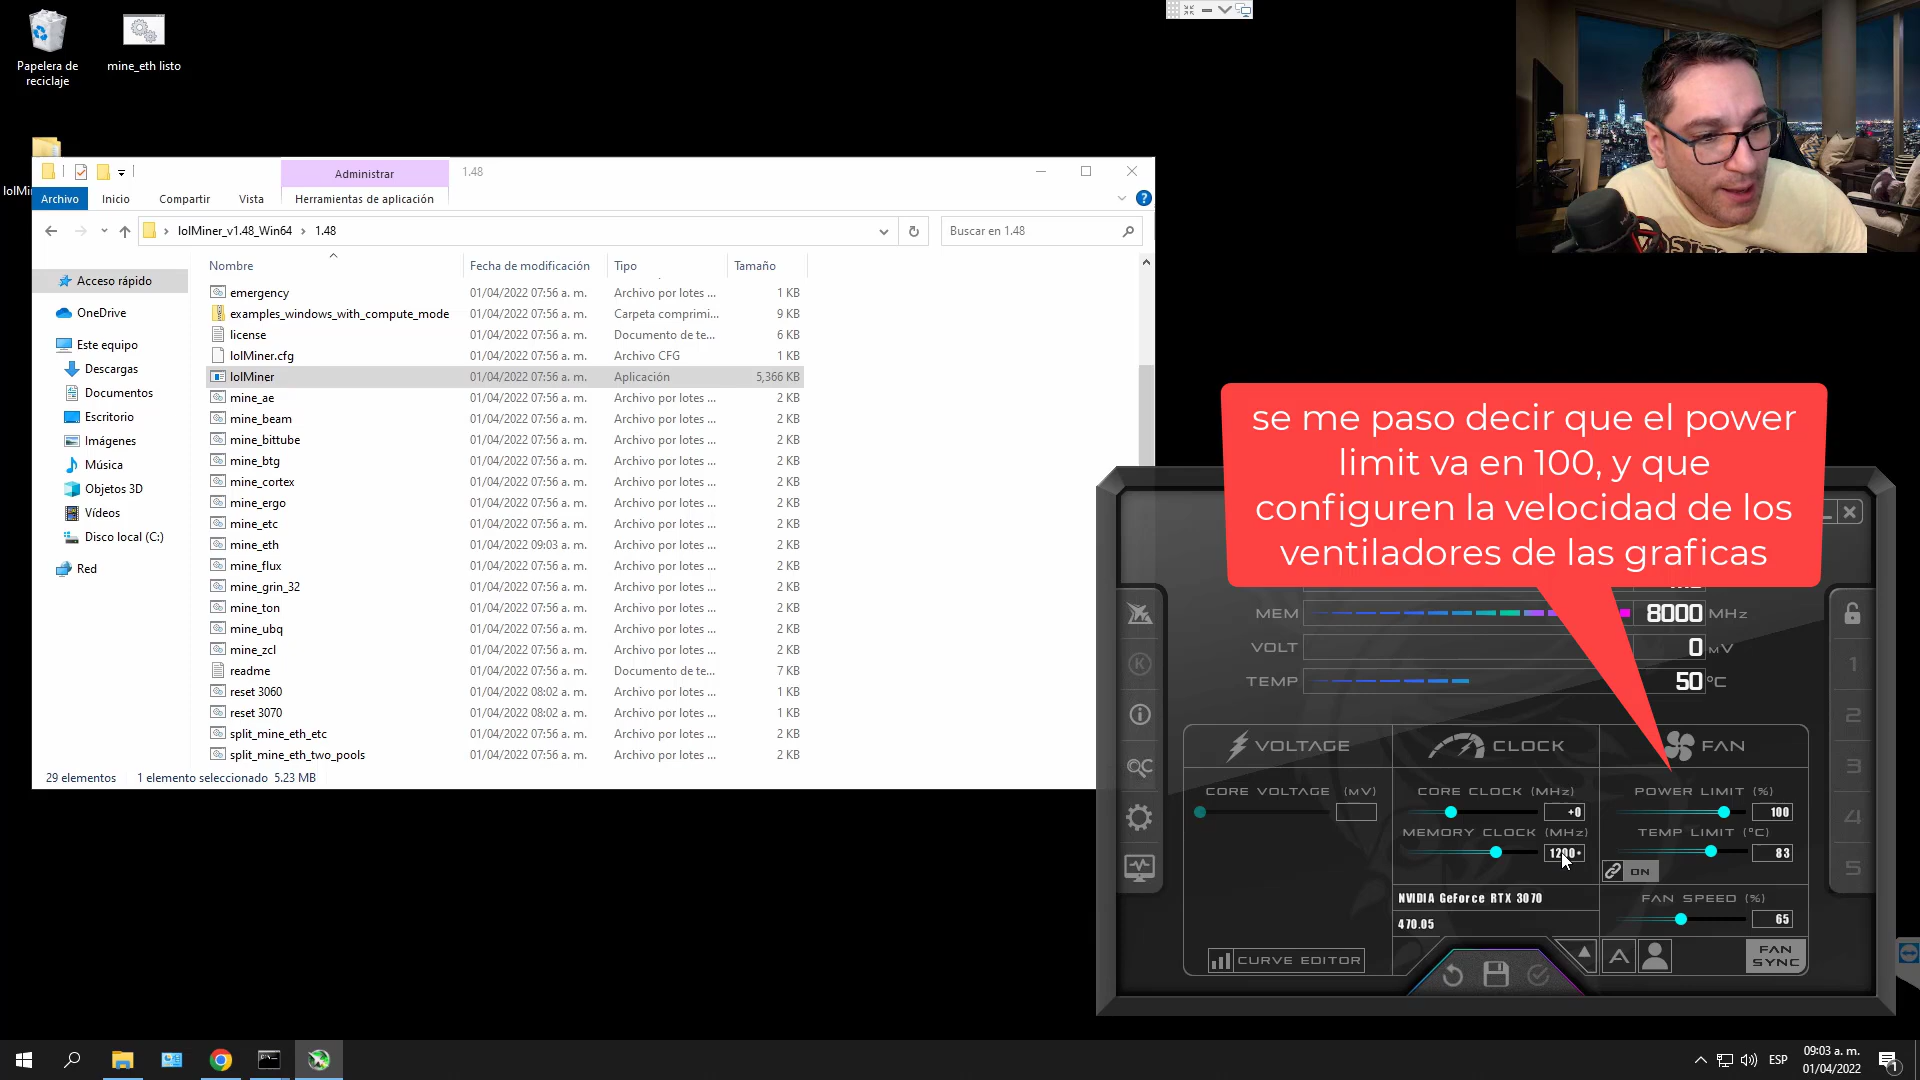 Papelera de
reciclaje
mine_eth listo
lolMi
Administrar
1.48
Archivo
Inicio
Compartir
Vista
Herramientas de aplicación
lolMiner_v1.48_Win64
1.48
Buscar en 1.48
Nombre
Fecha de modificación
Tipo
Tamaño
Acceso rápido
OneDrive
Este equipo
Descargas
Documentos
Escritorio
Imágenes
Música
Objetos 3D
Vídeos
Disco local (C:)
Red
emergency 01/04/2022 07:56 a. m. Archivo por lotes ... 1 KB
examples_windows_with_compute_mode 01/04/2022 07:56 a. m. Carpeta comprimi... 9 KB
license 01/04/2022 07:56 a. m. Documento de te... 6 KB
lolMiner.cfg 01/04/2022 07:56 a. m. Archivo CFG 1 KB
lolMiner 01/04/2022 07:56 a. m. Aplicación 5,366 KB
mine_ae 01/04/2022 07:56 a. m. Archivo por lotes ... 2 KB
mine_beam 01/04/2022 07:56 a. m. Archivo por lotes ... 2 KB
mine_bittube 01/04/2022 07:56 a. m. Archivo por lotes ... 2 KB
mine_btg 01/04/2022 07:56 a. m. Archivo por lotes ... 2 KB
mine_cortex 01/04/2022 07:56 a. m. Archivo por lotes ... 2 KB
mine_ergo 01/04/2022 07:56 a. m. Archivo por lotes ... 2 KB
mine_etc 01/04/2022 07:56 a. m. Archivo por lotes ... 2 KB
mine_eth 01/04/2022 09:03 a. m. Archivo por lotes ... 2 KB
mine_flux 01/04/2022 07:56 a. m. Archivo por lotes ... 2 KB
mine_grin_32 01/04/2022 07:56 a. m. Archivo por lotes ... 2 KB
mine_ton 01/04/2022 07:56 a. m. Archivo por lotes ... 2 KB
mine_ubq 01/04/2022 07:56 a. m. Archivo por lotes ... 2 KB
mine_zcl 01/04/2022 07:56 a. m. Archivo por lotes ... 2 KB
readme 01/04/2022 07:56 a. m. Documento de te... 7 KB
reset 3060 01/04/2022 08:02 a. m. Archivo por lotes ... 1 KB
reset 3070 01/04/2022 08:02 a. m. Archivo por lotes ... 1 KB
split_mine_eth_etc 01/04/2022 07:56 a. m. Archivo por lotes ... 2 KB
split_mine_eth_two_pools 01/04/2022 07:56 a. m. Archivo por lotes ... 2 KB
29 elementos 1 elemento seleccionado 5.23 MB
se me paso decir que el power
limit va en 100, y que
configuren la velocidad de los
ventiladores de las graficas
MEM 8000 MHz
VOLT 0 mV
TEMP 50 °C
K
OC
1
2
3
4
5
VOLTAGE
CLOCK
FAN
CORE VOLTAGE (MV)
CORE CLOCK (MHz)
+0
MEMORY CLOCK (MHz)
NVIDIA GeForce RTX 3070
470.05
POWER LIMIT (%)
100
TEMP LIMIT (°C)
83
ON
FAN SPEED (%)
65
CURVE EDITOR
A
FAN
SYNC
ESP
09:03 a. m.
01/04/2022
1